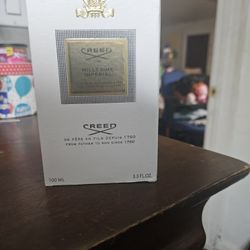 CREED
MILLESIME
IMPERIAL
CREED
DE PÈRE EN FILS DEPUIS 1760
FROM FATHER TO SON SINCE 1760
100 ML
3.3 FL.OZ.